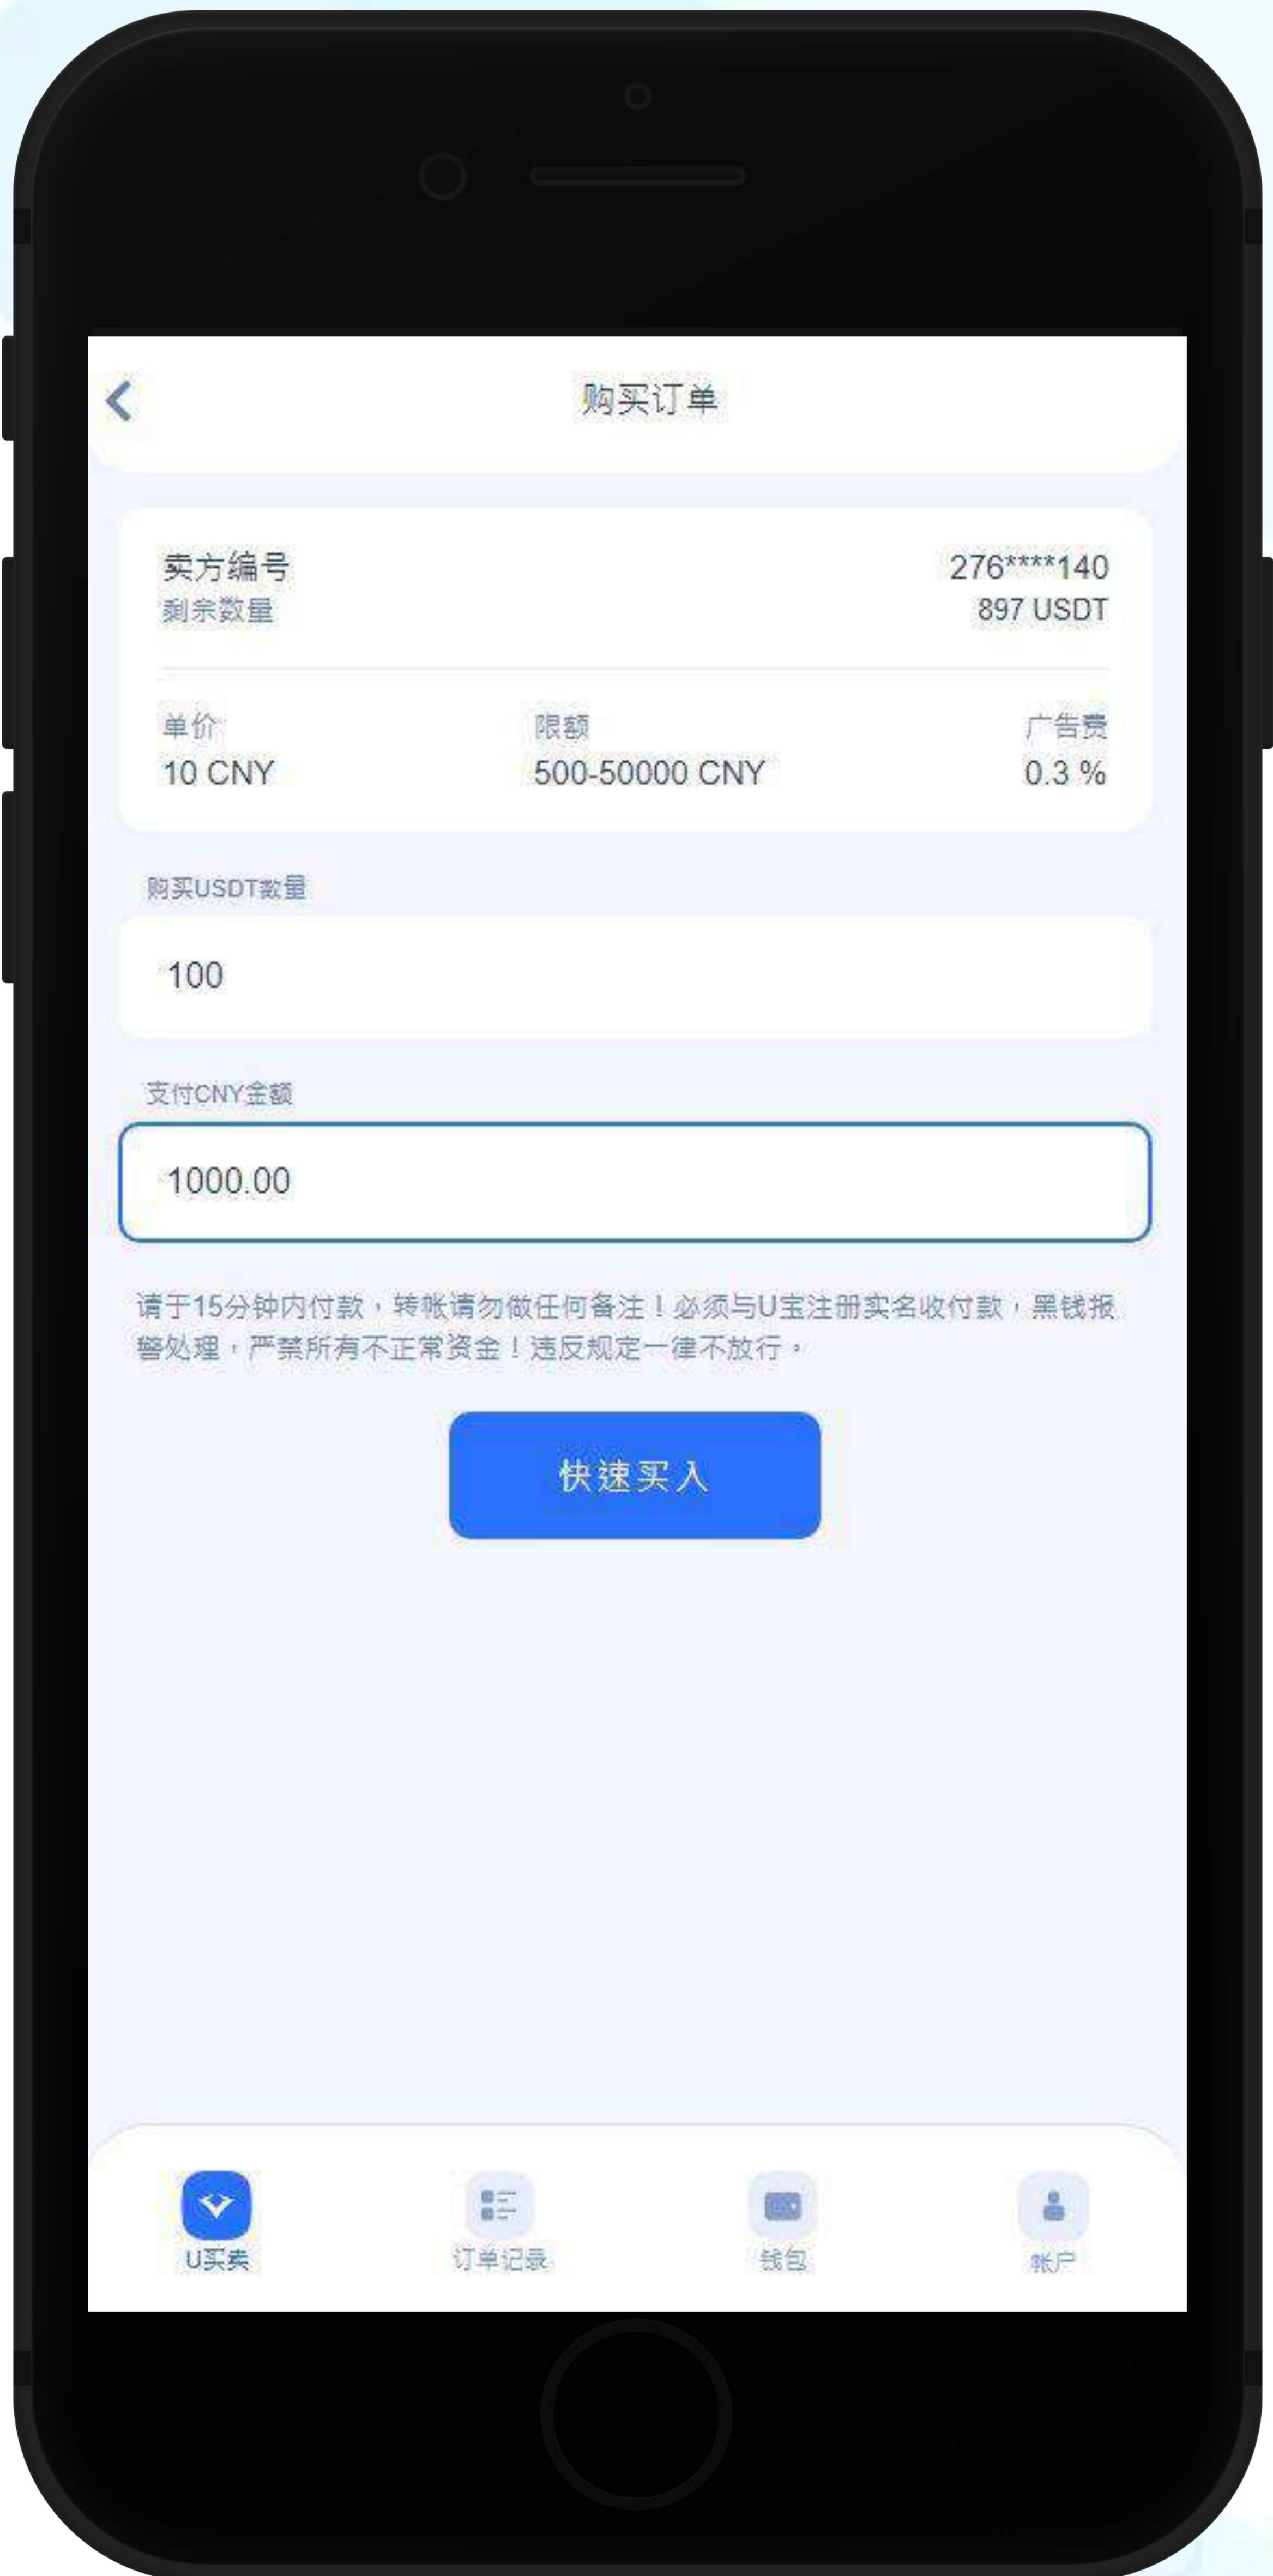 购买订单
卖方编号 276****140
剩余数量 897 USDT
单价 限额 广告费
10 CNY 500-50000 CNY 0.3 %
购买USDT数量
100
支付CNY金额
1000.00
请于15分钟内付款，转帐请勿做任何备注！必须与U宝注册实名收付款，黑钱报
警处理，严禁所有不正常资金！违反规定一律不放行。
快速买入
U买卖 订单记录 钱包 帐户